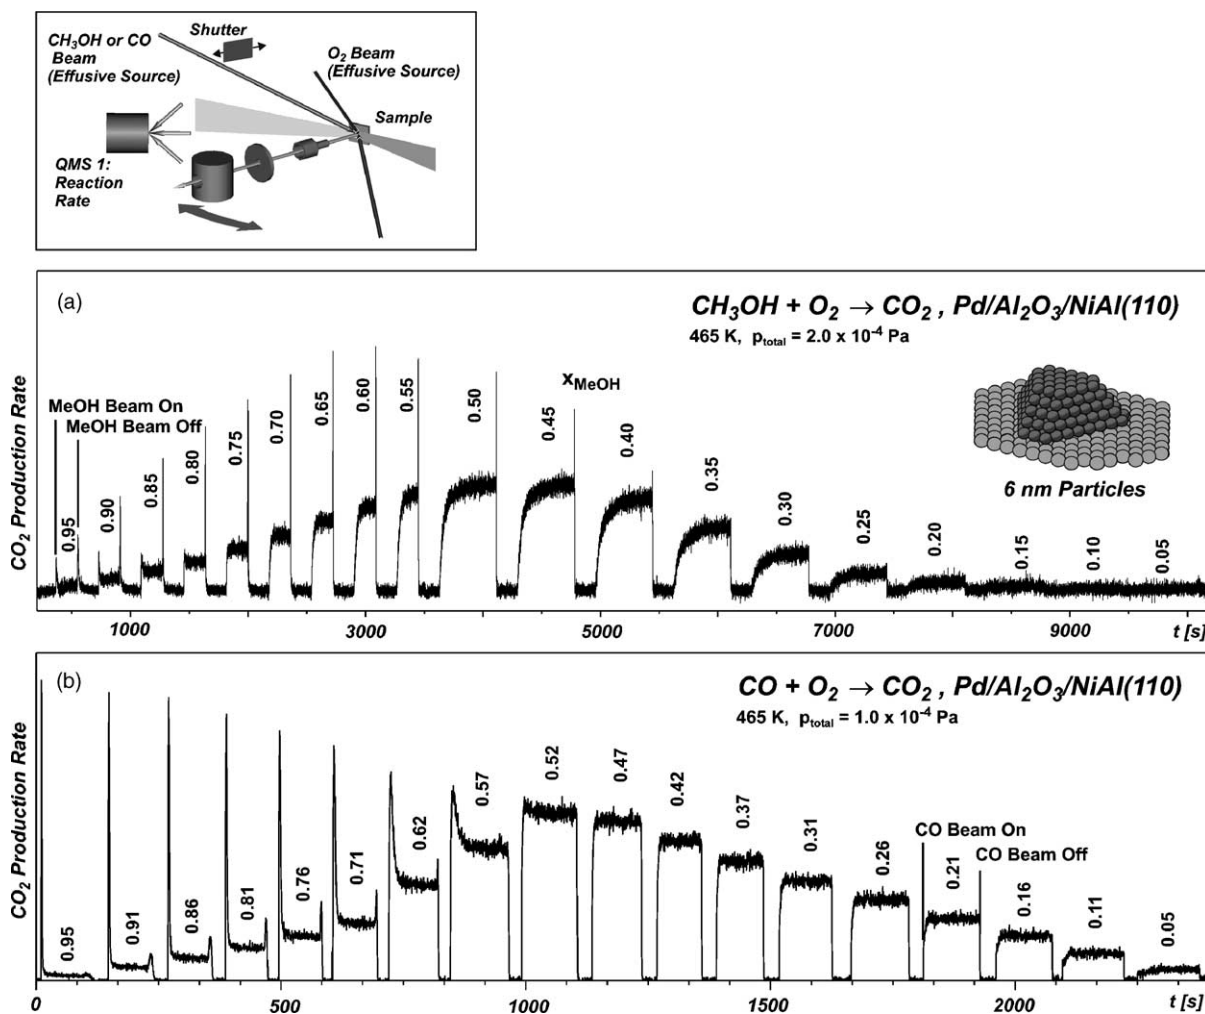 Shutter
CH₃OH or CO
Beam
(Effusive Source)
O₂ Beam
(Effusive Source)
Sample
QMS 1:
Reaction
Rate
(a)
CH₃OH + O₂ → CO₂ , Pd/Al₂O₃/NiAl(110)
465 K, pₜₒₜₐₗ = 2.0 x 10⁻⁴ Pa
CO₂ Production Rate
MeOH Beam On
MeOH Beam Off
0.95
0.90
0.85
0.80
0.75
0.70
0.65
0.60
0.55
0.50
0.45
xMeOH
0.40
0.35
0.30
0.25
0.20
0.15
0.10
0.05
6 nm Particles
1000
3000
5000
7000
9000
t [s]
(b)
CO + O₂ → CO₂ , Pd/Al₂O₃/NiAl(110)
465 K, pₜₒₜₐₗ = 1.0 x 10⁻⁴ Pa
CO₂ Production Rate
0.95
0.91
0.86
0.81
0.76
0.71
0.62
0.57
0.52
0.47
0.42
0.37
0.31
0.26
CO Beam On
CO Beam Off
0.21
0.16
0.11
0.05
0
500
1000
1500
2000
t [s]